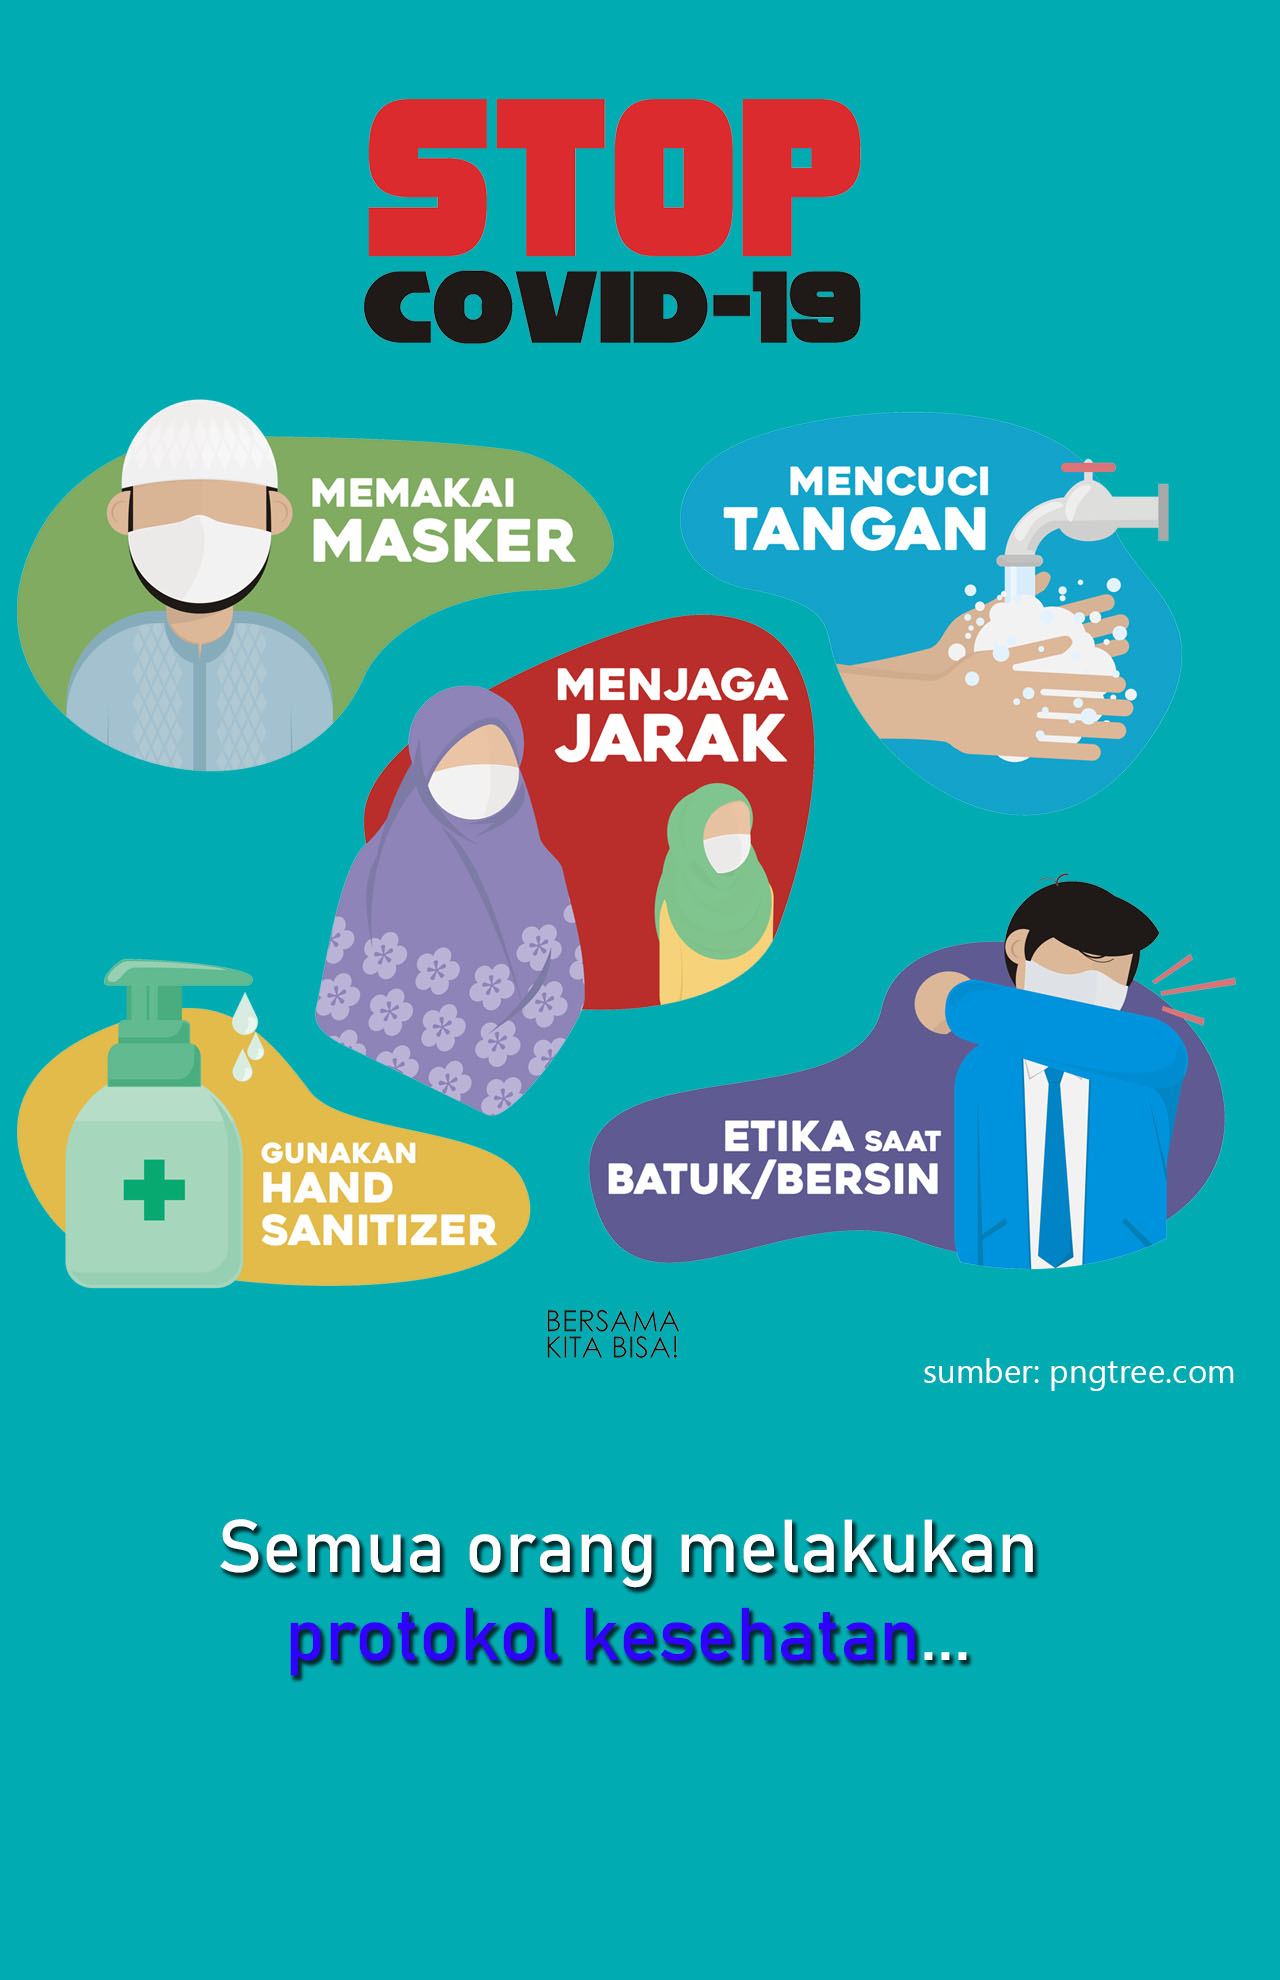 STOP
COVID-19
MEMAKAI
MASKER
MENCUCI
TANGAN
MENJAGA
JARAK
GUNAKAN
HAND
SANITIZER
ETIKA SAAT
BATUK/BERSIN
BERSAMA
KITA BISA!
sumber: pngtree.com
Semua orang melakukan
protokol kesehatan...